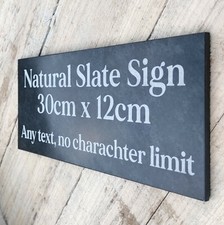 Natural Slate Sign
30cm x 12cm
Any text, no charachter limit